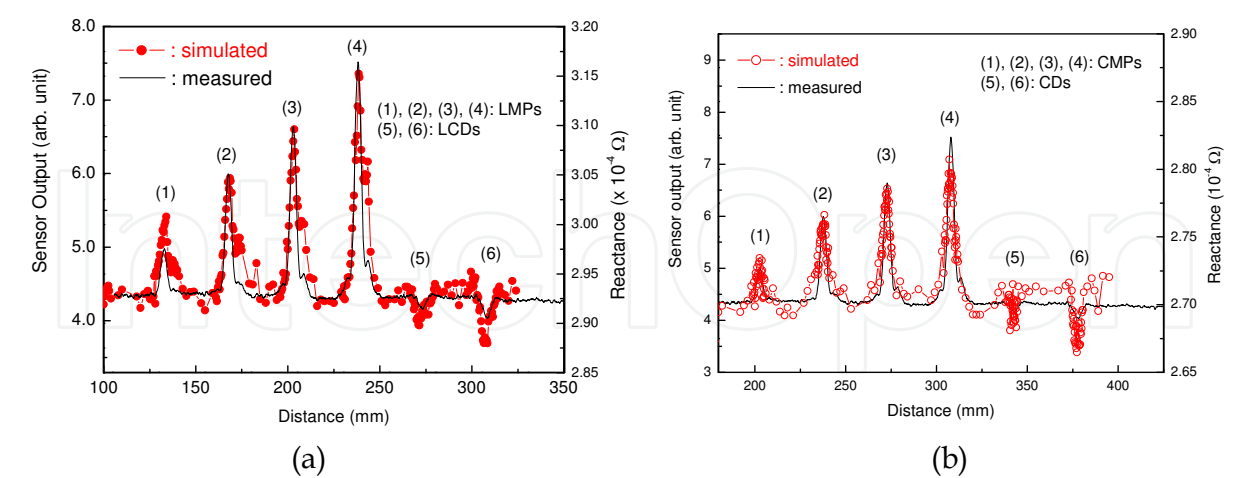 8.0
7.0
6.0
5.0
4.0
Sensor Output (arb. unit)
: simulated
: measured
(1)
(2)
(3)
(4)
(5)
(6)
(1), (2), (3), (4): LMPs
(5), (6): LCDs
3.20
3.15
3.10
3.05
3.00
2.95
2.90
2.85
Reactance (x 10⁻⁴ Ω)
100
150
200
250
300
350
Distance (mm)
(a)
9
8
7
6
5
4
3
Sensor output (arb. unit)
: simulated
: measured
(1)
(2)
(3)
(4)
(5)
(6)
(1), (2), (3), (4): CMPs
(5), (6): CDs
2.90
2.85
2.80
2.75
2.70
2.65
Reactance (10⁻⁴ Ω)
200
250
300
350
400
Distance (mm)
(b)
intechopen